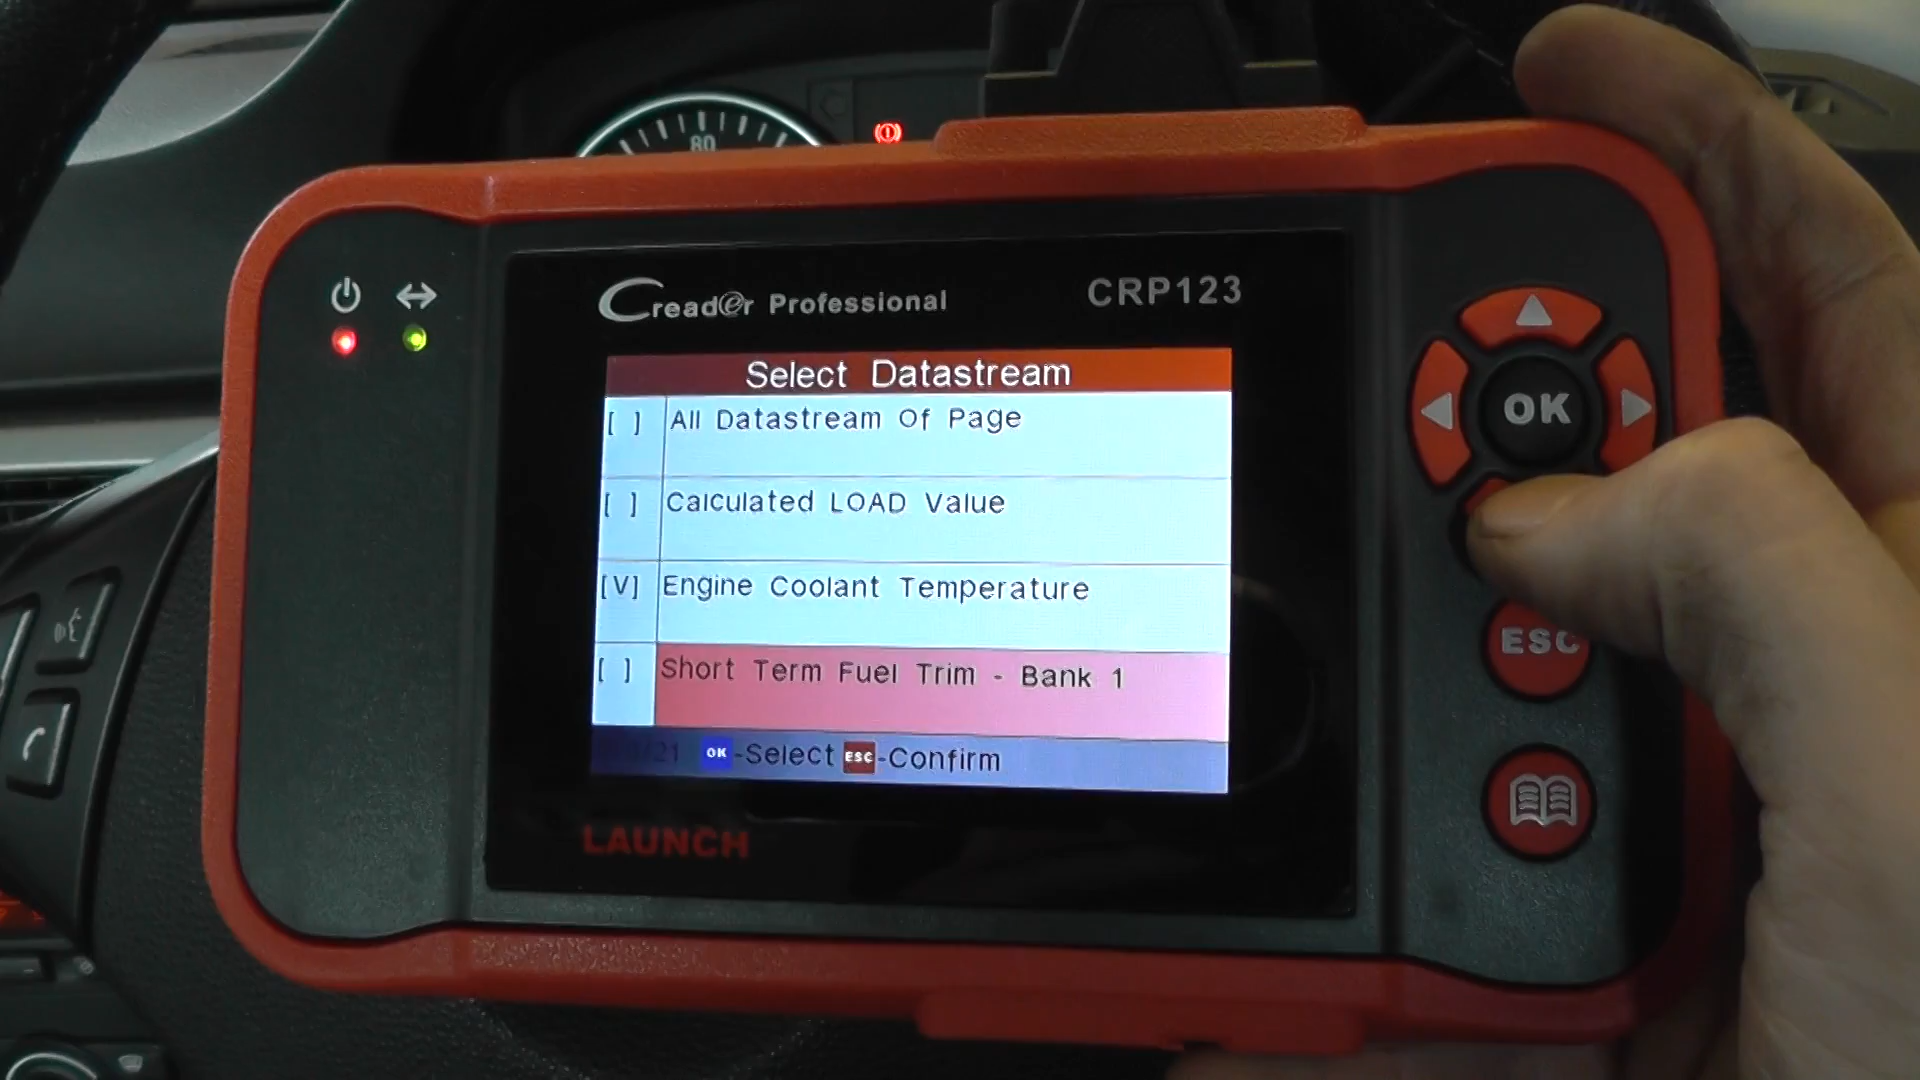 80
Creader Professional
CRP123
Select Datastream
[ ] All Datastream Of Page
[ ] Calculated LOAD Value
[V] Engine Coolant Temperature
[ ] Short Term Fuel Trim - Bank 1
/21 OK-Select ESC-Confirm
LAUNCH
OK
ESC